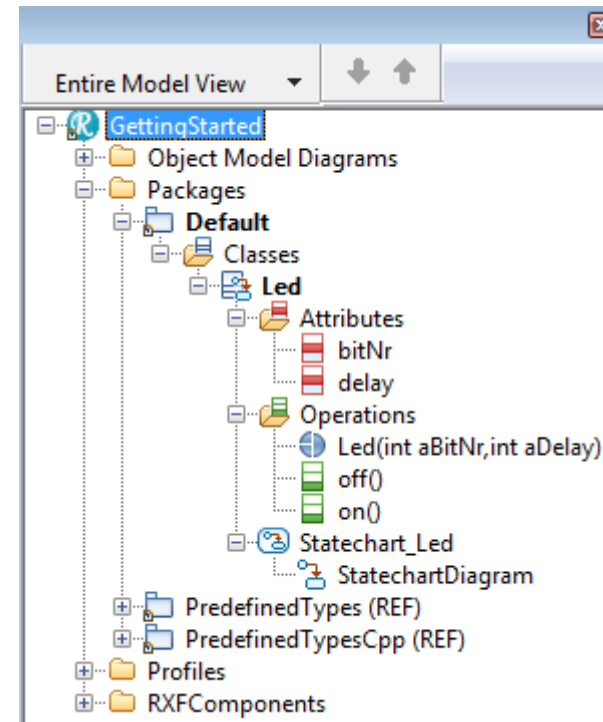 Entire Model View
GettingStarted
Object Model Diagrams
Packages
Default
Classes
Led
Attributes
bitNr
delay
Operations
Led(int aBitNr,int aDelay)
off()
on()
Statechart_Led
StatechartDiagram
PredefinedTypes (REF)
PredefinedTypesCpp (REF)
Profiles
RXFComponents